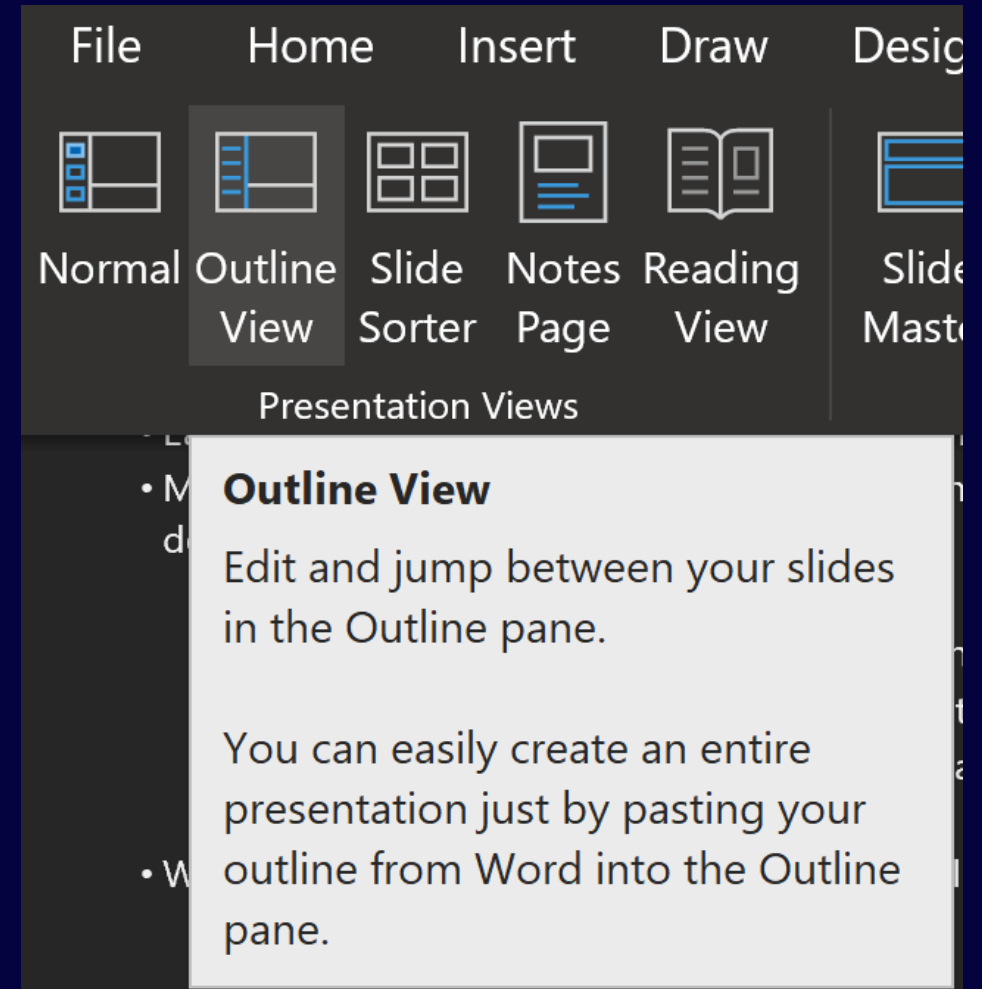 File Home Insert Draw
Normal Outline View Slide Sorter Notes Page Reading View Slide
Presentation Views
Outline View
Edit and jump between your slides
in the Outline pane.
You can easily create an entire
presentation just by pasting your
outline from Word into the Outline
pane.